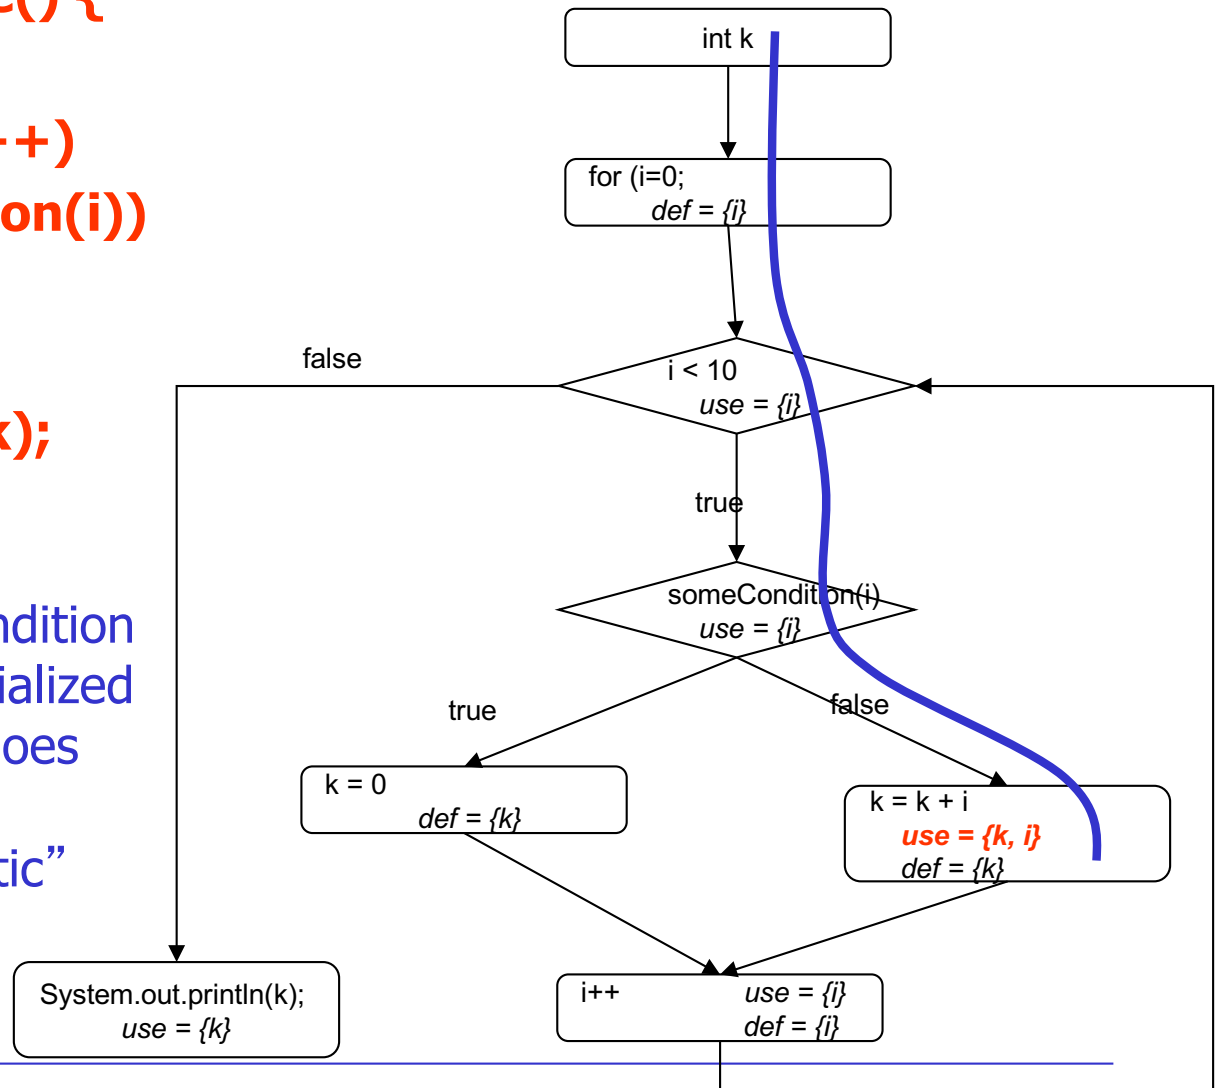 c() {
++)
on(i))
k);
ndition
ialized
oes
tic”
int k
for (i=0;
def = {i}
i < 10
use = {i}
false
true
someCondition(i)
use = {i}
true
false
k = 0
def = {k}
k = k + i
use = {k, i}
def = {k}
System.out.println(k);
use = {k}
i++ use = {i}
def = {i}